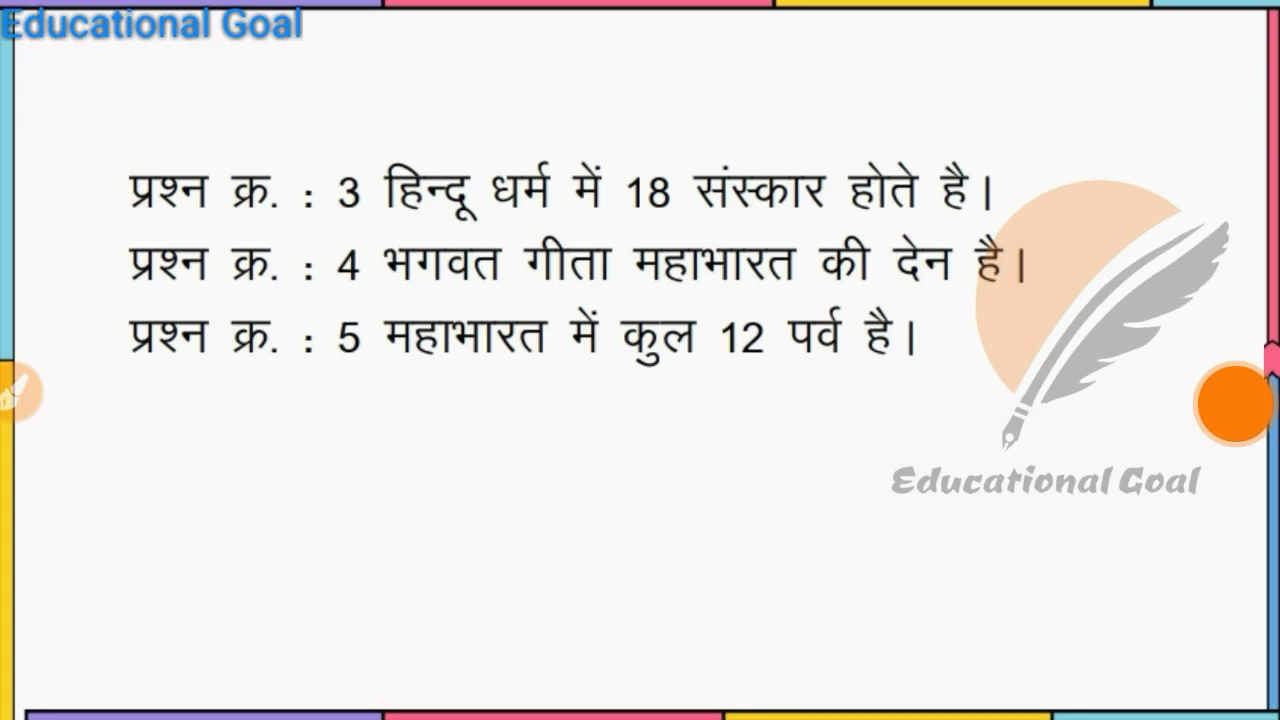 Educational Goal
प्रश्न क्र. : 3 हिन्दू धर्म में 18 संस्कार होते है।
प्रश्न क्र. : 4 भगवत गीता महाभारत की देन है।
प्रश्न क्र. : 5 महाभारत में कुल 12 पर्व है।
Educational Goal